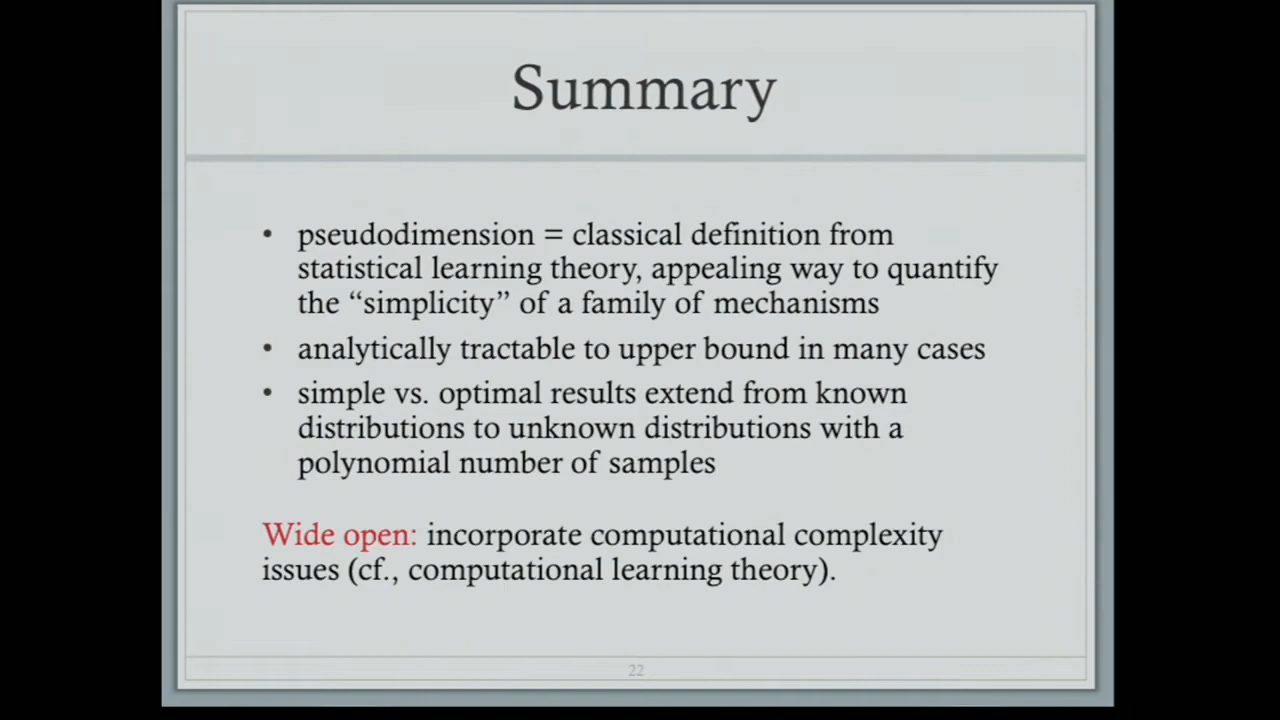 Summary
• pseudodimension = classical definition from
statistical learning theory, appealing way to quantify
the “simplicity” of a family of mechanisms
• analytically tractable to upper bound in many cases
• simple vs. optimal results extend from known
distributions to unknown distributions with a
polynomial number of samples
Wide open: incorporate computational complexity
issues (cf., computational learning theory).
22